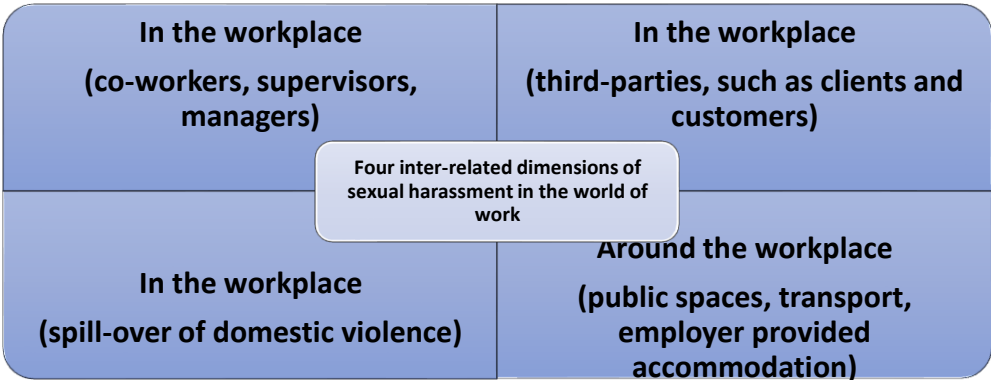 In the workplace
(co-workers, supervisors,
managers)
In the workplace
(third-parties, such as clients and
customers)
Four inter-related dimensions of
sexual harassment in the world of
work
In the workplace
(spill-over of domestic violence)
Around the workplace
(public spaces, transport,
employer provided
accommodation)